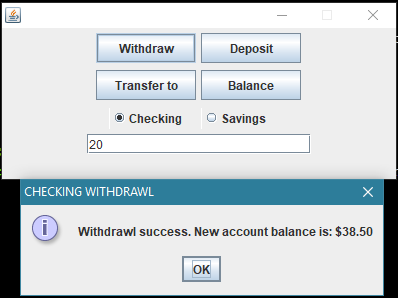 Withdraw Deposit
Transfer to Balance
Checking Savings
20
CHECKING WITHDRAWL
Withdrawl success. New account balance is: $38.50
OK